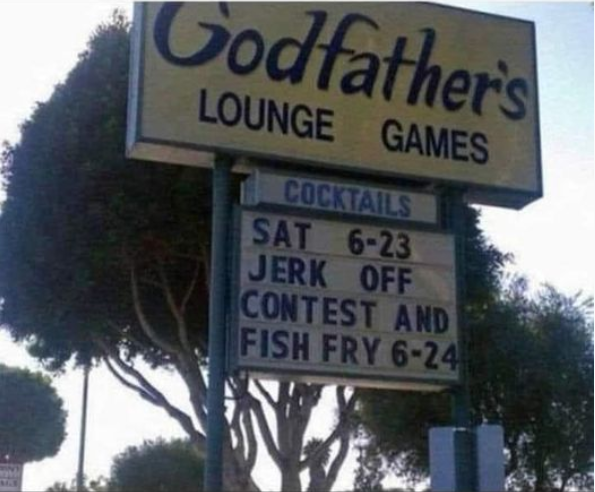 Godfather's
LOUNGE GAMES
COCKTAILS
SAT 6-23
JERK OFF
CONTEST AND
FISH FRY 6-24